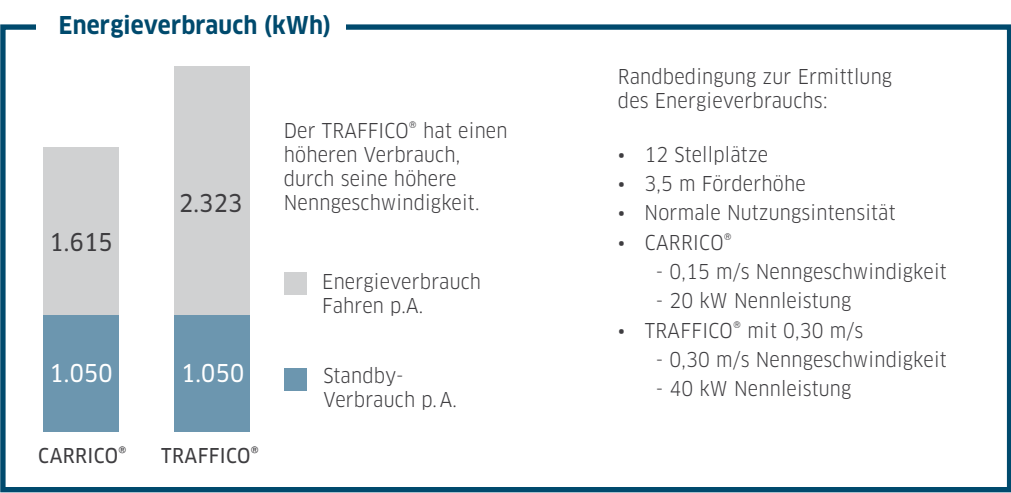 Energieverbrauch (kWh)
1.615
1.050
CARRICO®
2.323
1.050
TRAFFICO®
Der TRAFFICO® hat einen
höheren Verbrauch,
durch seine höhere
Nenngeschwindigkeit.
Energieverbrauch
Fahren p.A.
Standby-
Verbrauch p. A.
Randbedingung zur Ermittlung
des Energieverbrauchs:
• 12 Stellplätze
• 3,5 m Förderhöhe
• Normale Nutzungsintensität
• CARRICO®
- 0,15 m/s Nenngeschwindigkeit
- 20 kW Nennleistung
• TRAFFICO® mit 0,30 m/s
- 0,30 m/s Nenngeschwindigkeit
- 40 kW Nennleistung